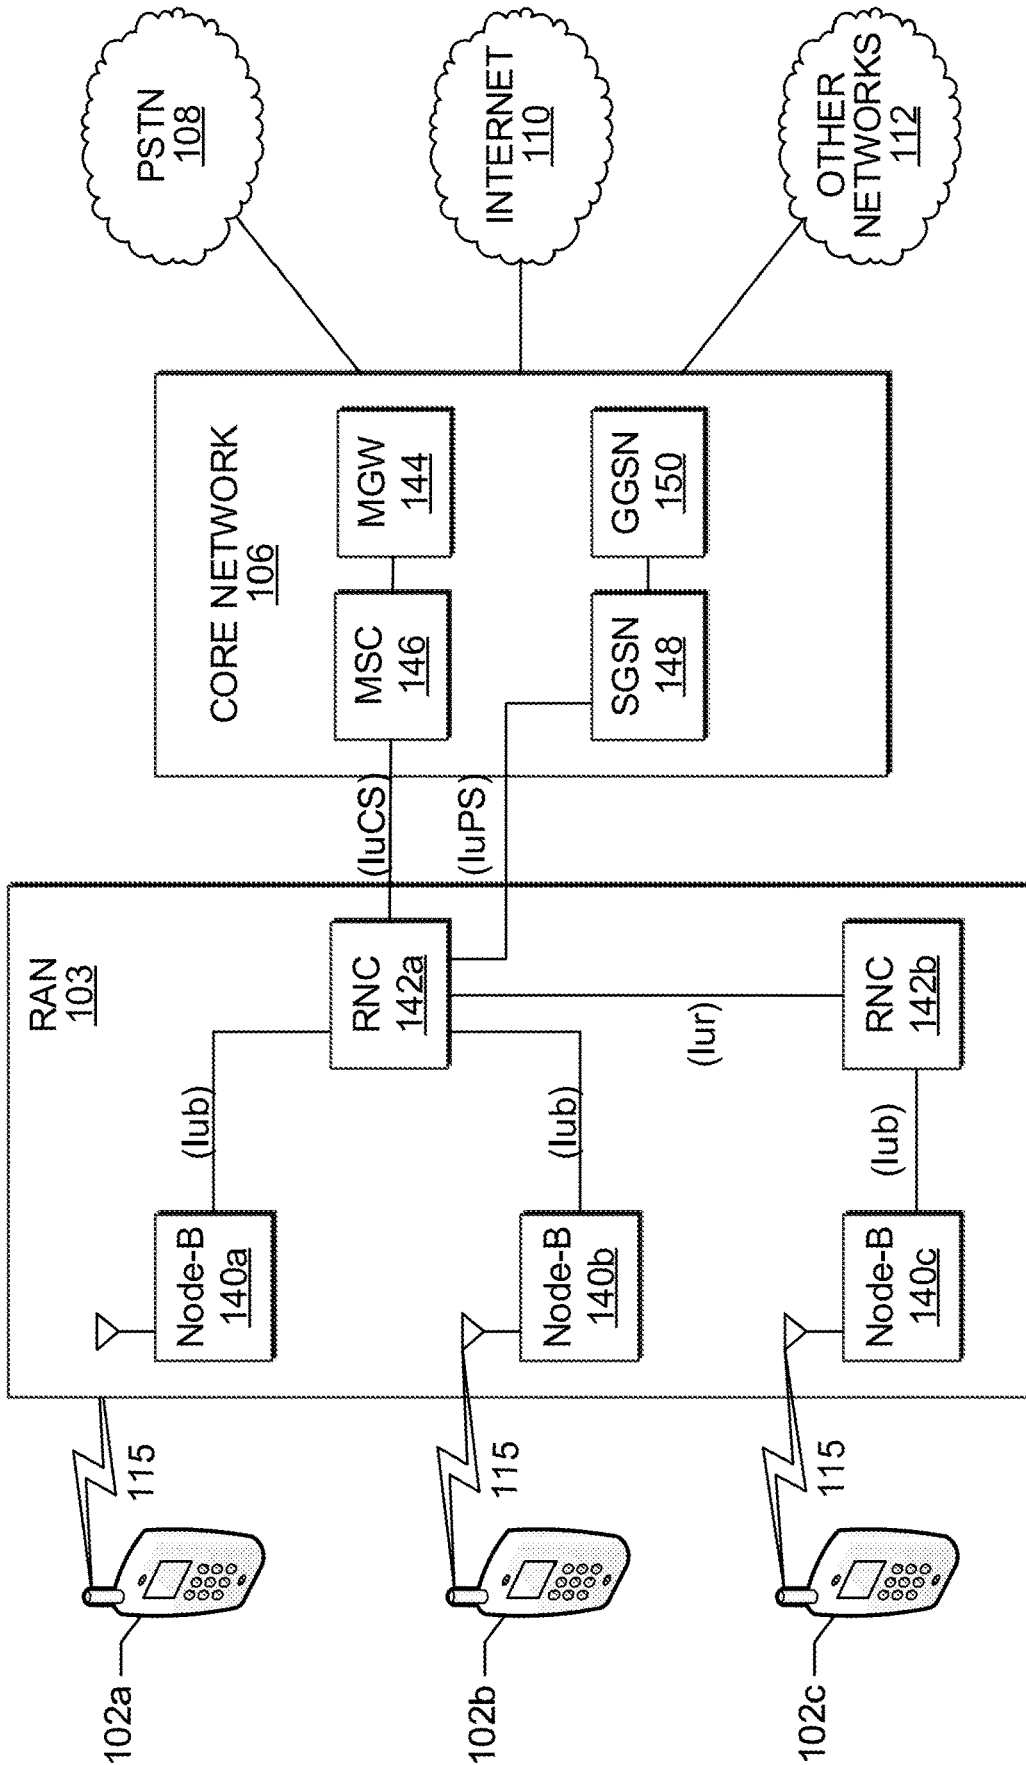 102a
115
Node-B
140a
(Iub)
RAN
103
RNC
142a
(IuCS)
(IuPS)
CORE NETWORK
106
MSC
146
MGW
144
PSTN
108
102b
115
Node-B
140b
(Iub)
(Iur)
SGSN
148
GGSN
150
INTERNET
110
102c
115
Node-B
140c
(Iub)
RNC
142b
OTHER
NETWORKS
112